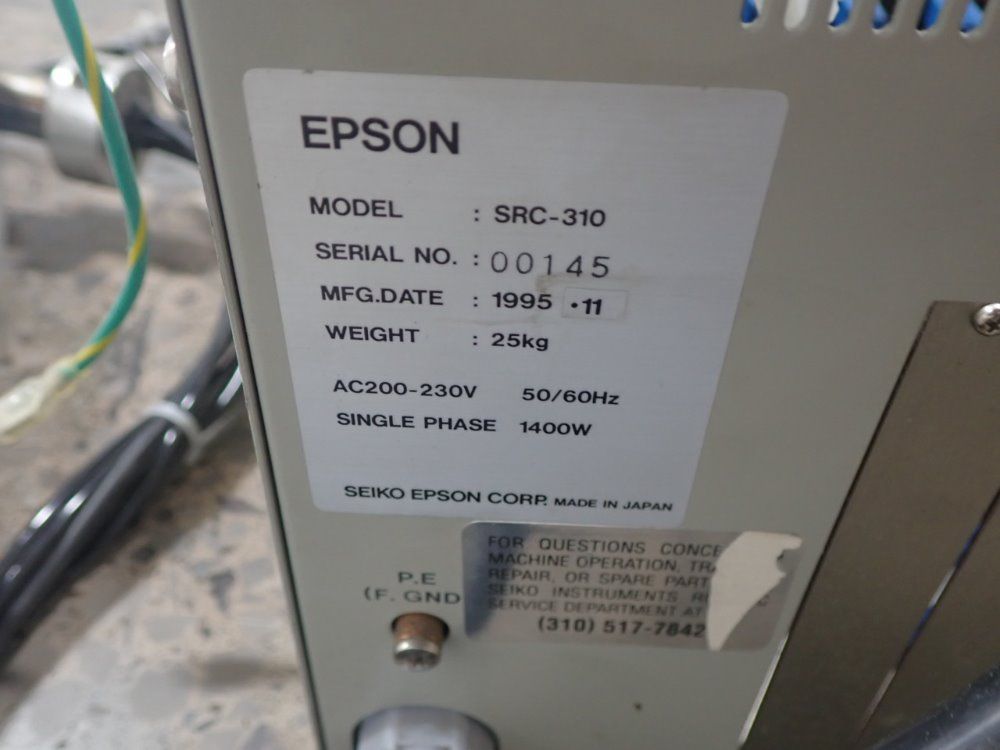 EPSON
MODEL : SRC-310
SERIAL NO. : 00145
MFG.DATE : 1995 .11
WEIGHT : 25kg
AC200-230V 50/60Hz
SINGLE PHASE 1400W
SEIKO EPSON CORP. MADE IN JAPAN
FOR QUESTIONS
MACHINE OPERATION,
REPAIR, OR SPARE
SEIKO INSTRUMENTS
SERVICE DEPARTMENT AT
(310) 517-7842
P.E
(F. GND